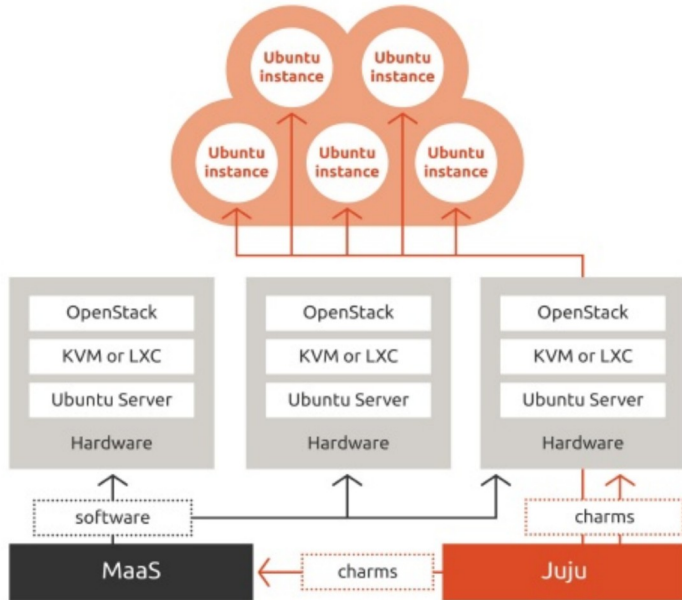 Ubuntu
instance
Ubuntu
instance
Ubuntu
instance
Ubuntu
instance
Ubuntu
instance
OpenStack
KVM or LXC
Ubuntu Server
Hardware
OpenStack
KVM or LXC
Ubuntu Server
Hardware
OpenStack
KVM or LXC
Ubuntu Server
Hardware
software
charms
MaaS
charms
Juju